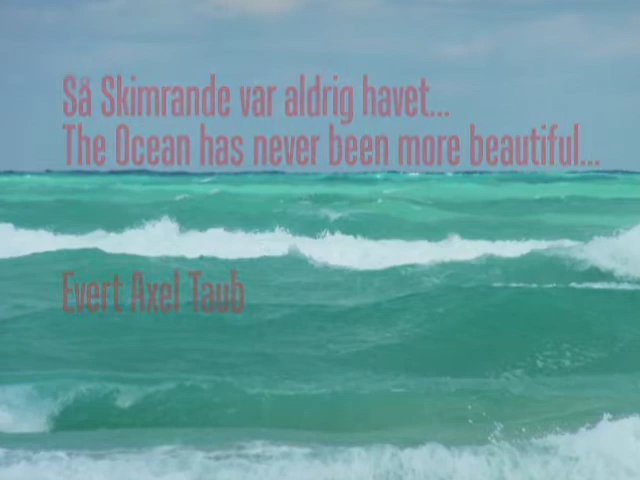 Så Skimrande var aldrig havet...
The Ocean has never been more beautiful...
Evert Axel Taub